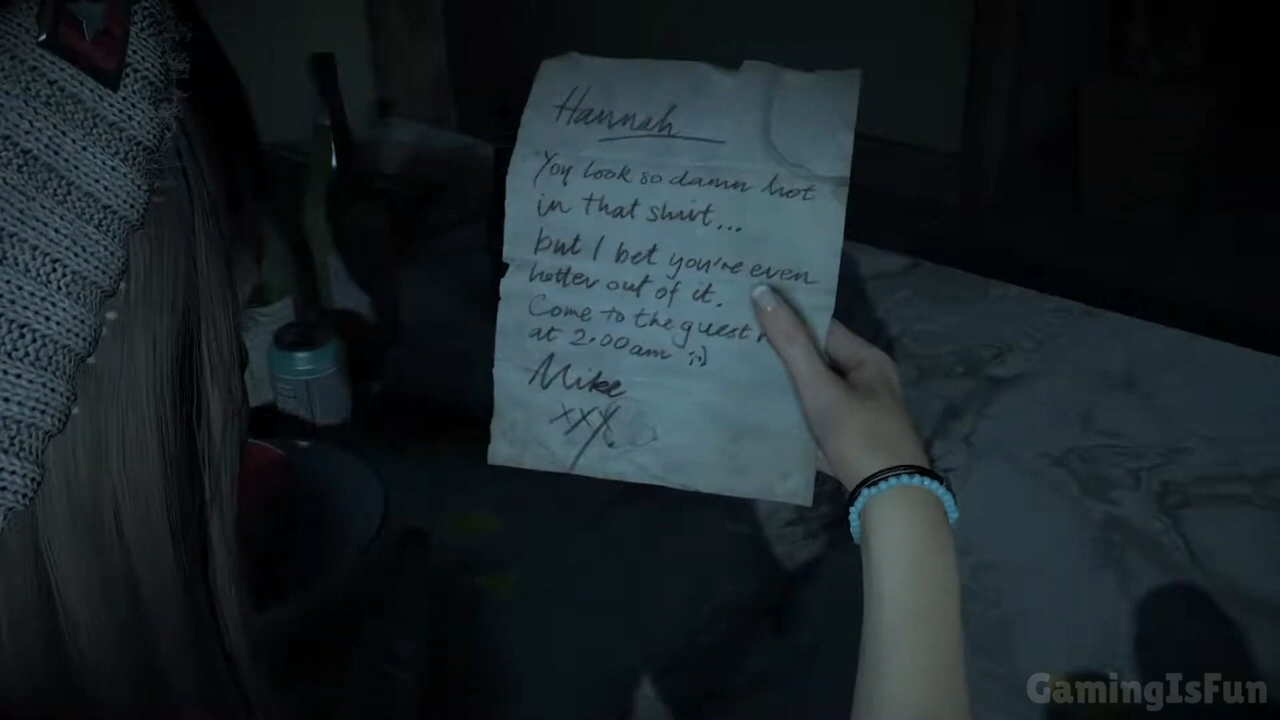 Hannah
You look so damn hot
in that shirt...
but I bet you're even
hotter out of it.
Come to the guest
at 2.00am ;)
Mike
xxx
GamingIsFun